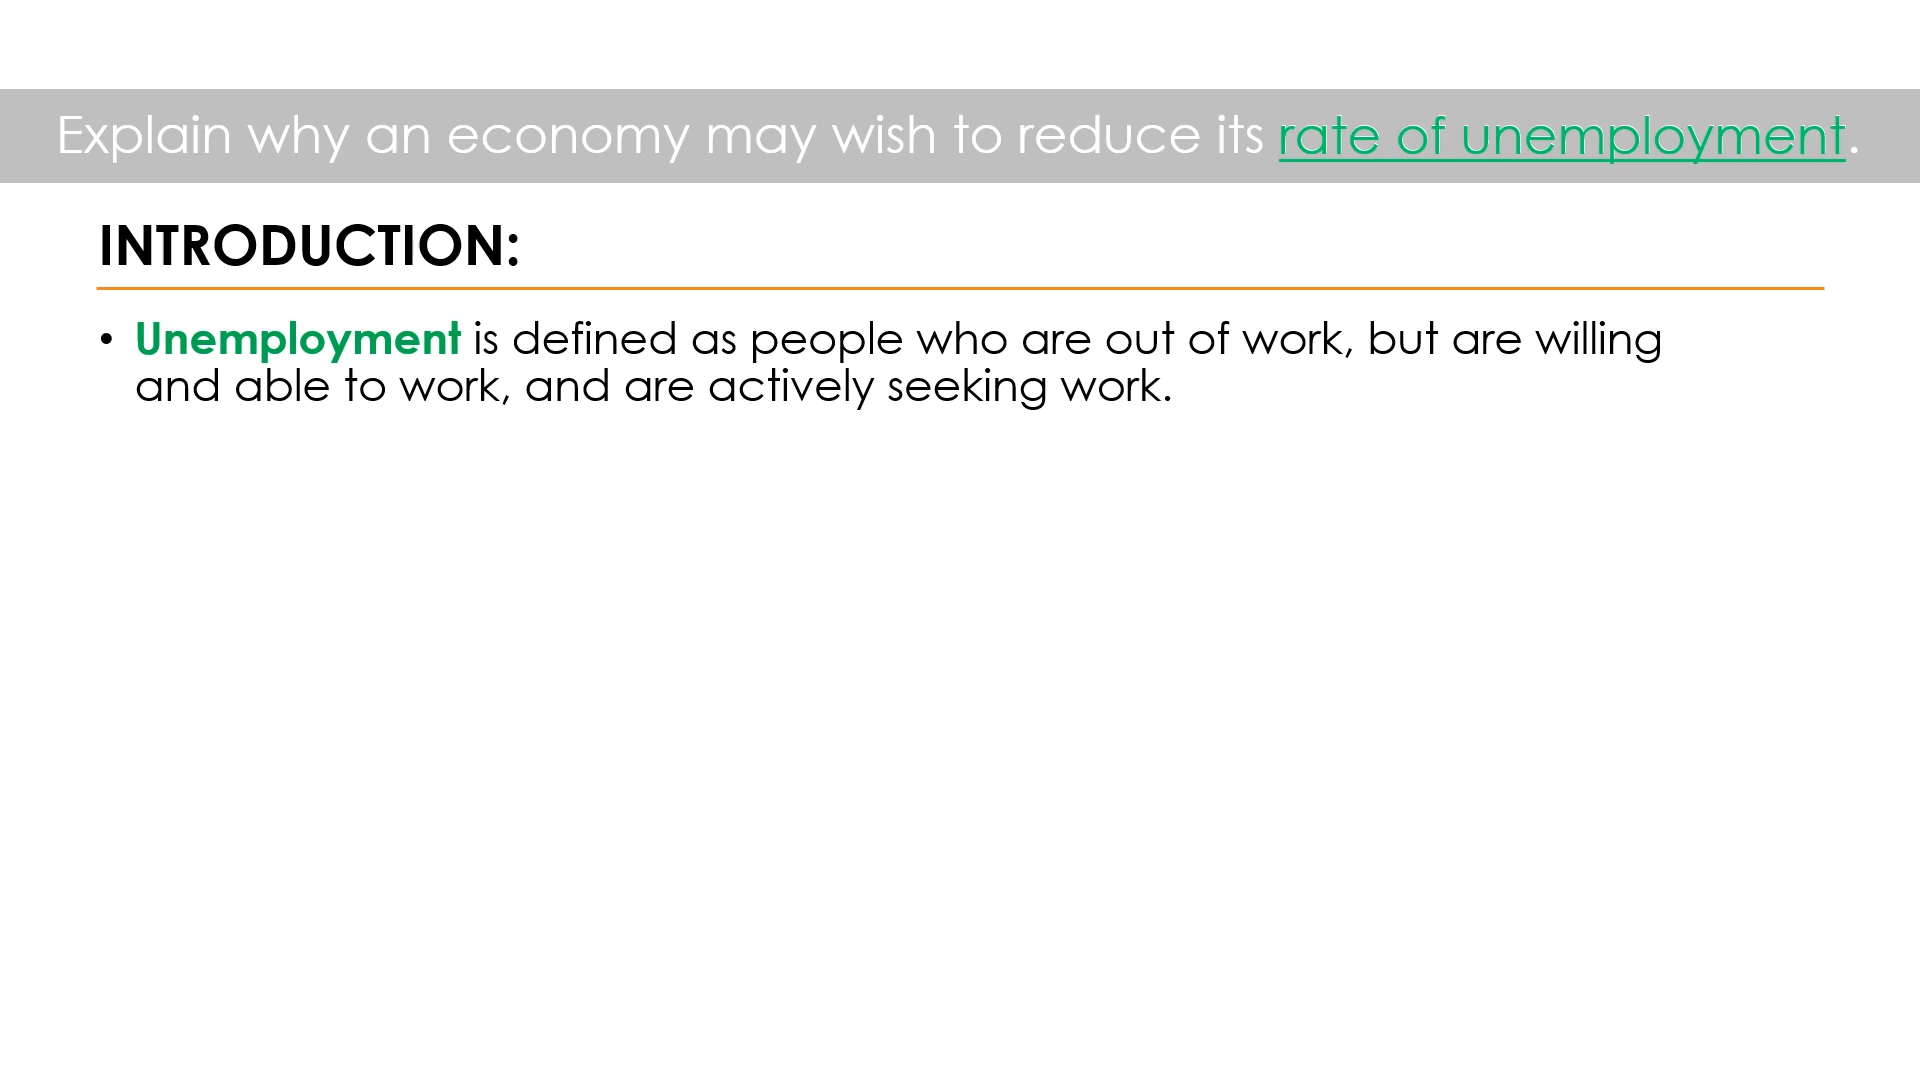 Explain why an economy may wish to reduce its rate of unemployment.
INTRODUCTION:
• Unemployment is defined as people who are out of work, but are willing
and able to work, and are actively seeking work.